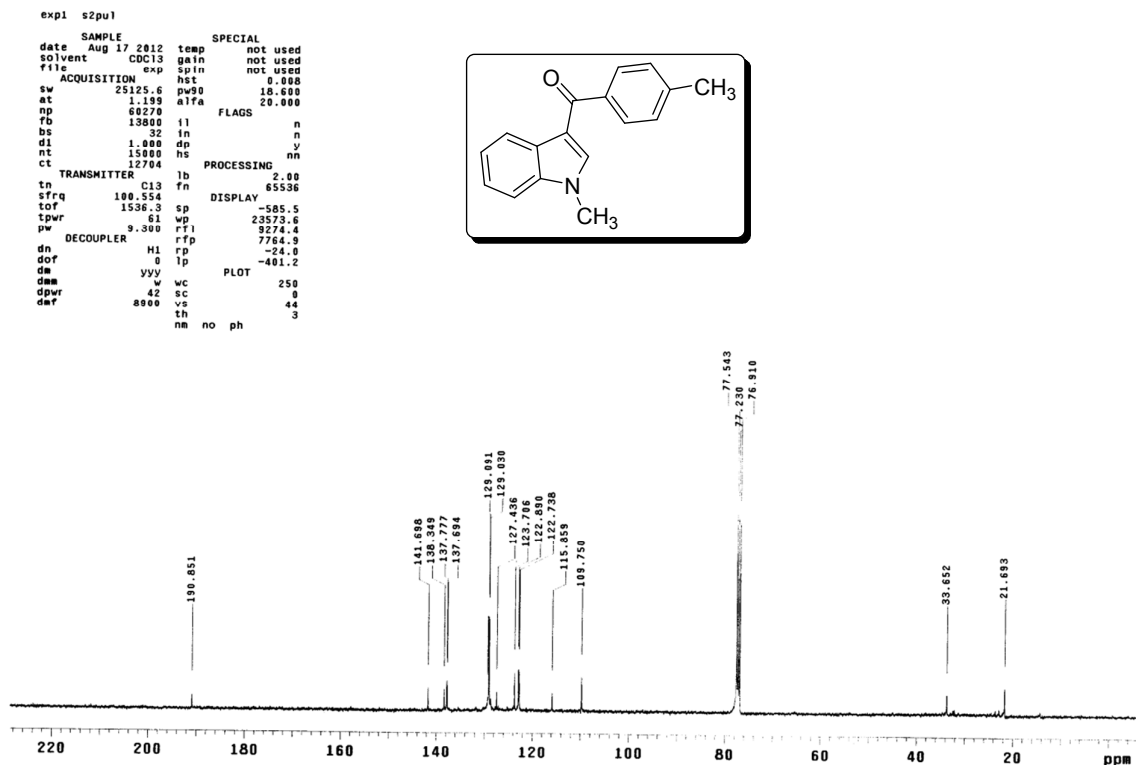 exp1 s2pul
SAMPLE
date Aug 17 2012
solvent CDCl3
file exp
ACQUISITION
sw 25125.6
at 1.199
np 60270
fb 13800
bs 32
d1 1.000
nt 15000
ct 12704
TRANSMITTER
tn C13
sfrq 100.554
tof 1536.3
tpwr 61
pw 9.300
DECOUPLER
dn H1
dof 0
dm yyy
dmm w
dpwr 42
dmf 8900
SPECIAL
temp not used
gain not used
spin not used
hst 0.008
pw90 18.600
alfa 20.000
FLAGS
il n
in n
dp y
hs nn
PROCESSING
lb 2.00
fn 65536
DISPLAY
sp -585.5
wp 23573.6
rfl 9274.4
rfp 7764.9
rp -24.0
lp -401.2
PLOT
wc 250
sc 0
vs 44
th 3
nm no ph
O
CH3
N
CH3
190.851
141.698
138.349
137.777
137.694
129.091
129.030
127.436
123.706
122.890
122.738
115.859
109.750
77.543
77.230
76.910
33.652
21.693
220 200 180 160 140 120 100 80 60 40 20 ppm